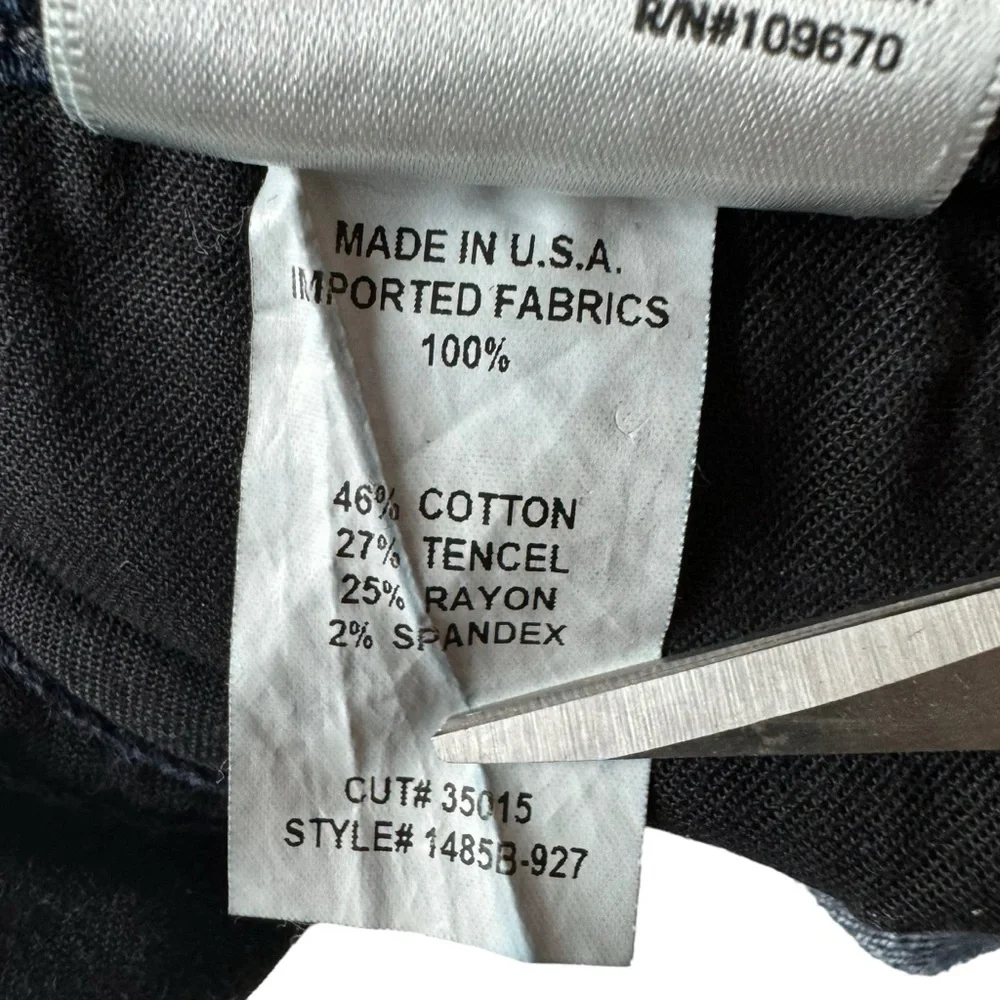 R/N#109670
MADE IN U.S.A.
IMPORTED FABRICS
100%
46% COTTON
27% TENCEL
25% RAYON
2% SPANDEX
CUT# 35015
STYLE# 1485B-927